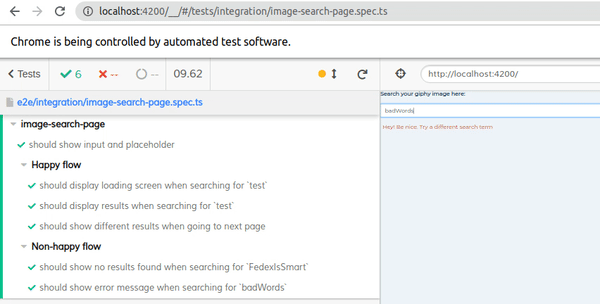 localhost:4200/__/#/tests/integration/image-search-page.spec.ts
Chrome is being controlled by automated test software.
Tests 6 -- -- 09.62 http://localhost:4200/
e2e/integration/image-search-page.spec.ts
image-search-page
should show input and placeholder
Happy flow
should display loading screen when searching for `test`
should display results when searching for `test`
should show different results when going to next page
Non-happy flow
should show no results found when searching for `FedexIsSmart`
should show error message when searching for `badWords`
Search your giphy image here:
badWords
Hey! Be nice. Try a different search term